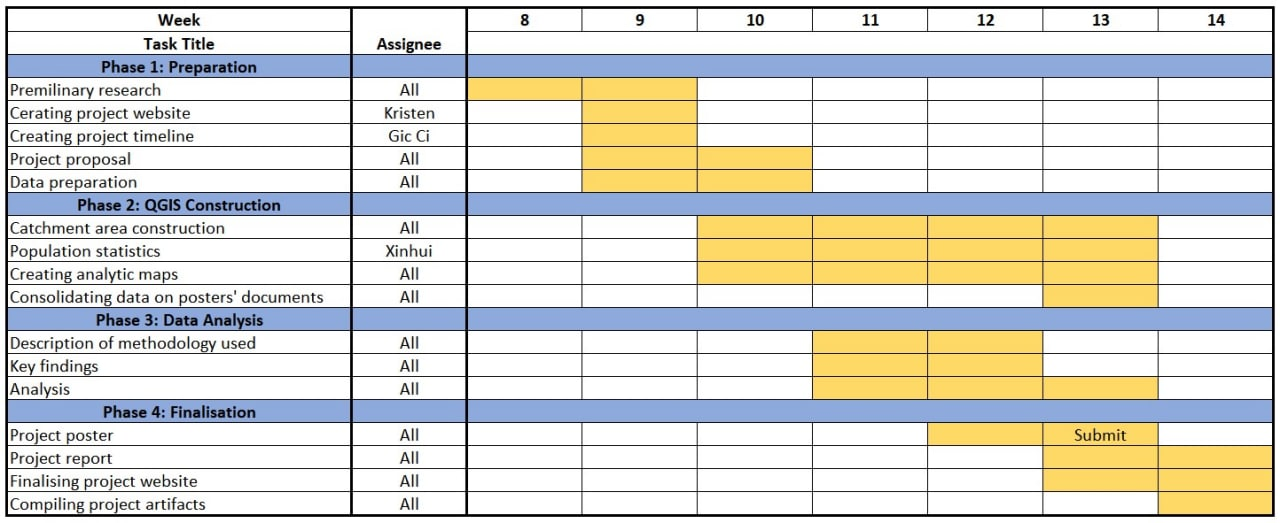 Week 8 9 10 11 12 13 14
Task Title Assignee
Phase 1: Preparation
Premilinary research All
Cerating project website Kristen
Creating project timeline Gic Ci
Project proposal All
Data preparation All
Phase 2: QGIS Construction
Catchment area construction All
Population statistics Xinhui
Creating analytic maps All
Consolidating data on posters' documents All
Phase 3: Data Analysis
Description of methodology used All
Key findings All
Analysis All
Phase 4: Finalisation
Project poster All Submit
Project report All
Finalising project website All
Compiling project artifacts All